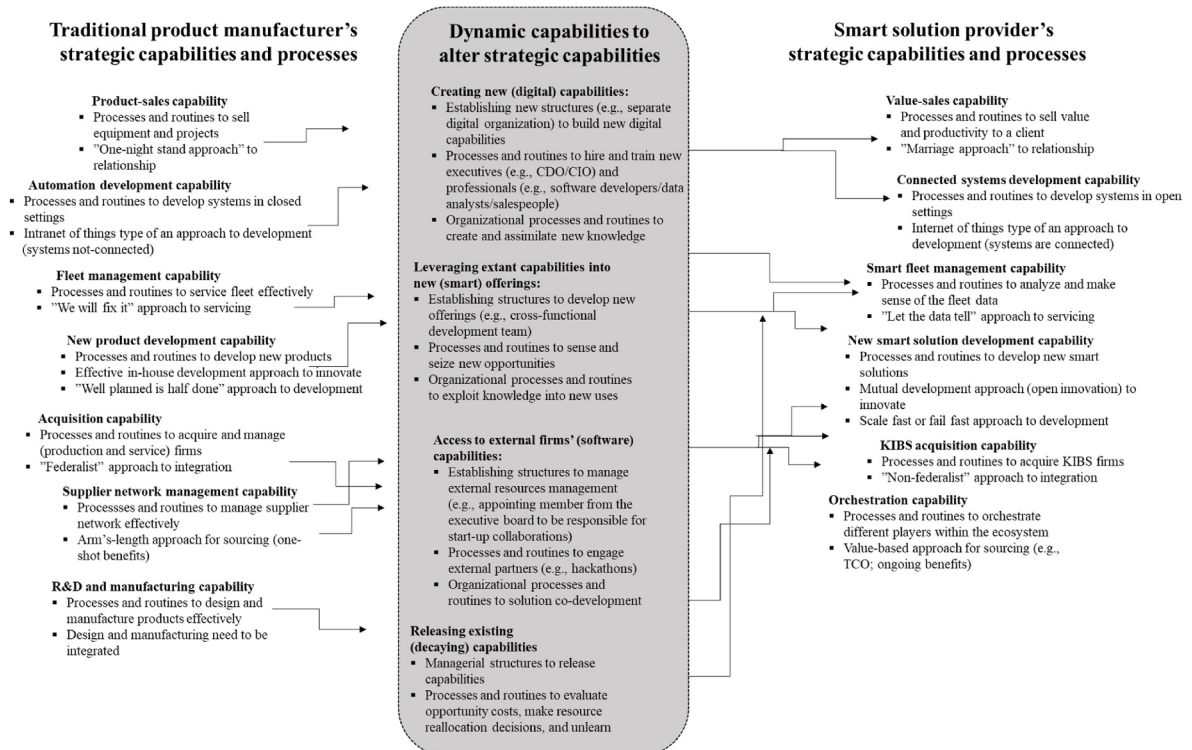 Traditional product manufacturer's
strategic capabilities and processes
Product-sales capability
▪ Processes and routines to sell
equipment and projects
▪ "One-night stand approach" to
relationship
Automation development capability
▪ Processes and routines to develop systems in closed
settings
▪ Intranet of things type of an approach to development
(systems not-connected)
Fleet management capability
▪ Processes and routines to service fleet effectively
▪ "We will fix it" approach to servicing
New product development capability
▪ Processes and routines to develop new products
▪ Effective in-house development approach to innovate
▪ "Well planned is half done" approach to development
Acquisition capability
▪ Processes and routines to acquire and manage
(production and service) firms
▪ "Federalist" approach to integration
Supplier network management capability
▪ Processses and routines to manage supplier
network effectively
▪ Arm's-length approach for sourcing (one-
shot benefits)
R&D and manufacturing capability
▪ Processes and routines to design and
manufacture products effectively
▪ Design and manufacturing need to be
integrated
Dynamic capabilities to
alter strategic capabilities
Creating new (digital) capabilities:
▪ Establishing new structures (e.g., separate
digital organization) to build new digital
capabilities
▪ Processes and routines to hire and train new
executives (e.g., CDO/CIO) and
professionals (e.g., software developers/data
analysts/salespeople)
▪ Organizational processes and routines to
create and assimilate new knowledge
Leveraging extant capabilities into
new (smart) offerings:
▪ Establishing structures to develop new
offerings (e.g., cross-functional
development team)
▪ Processes and routines to sense and
seize new opportunities
▪ Organizational processes and routines
to exploit knowledge into new uses
Access to external firms' (software)
capabilities:
▪ Establishing structures to manage
external resources management
(e.g., appointing member from the
executive board to be responsible for
start-up collaborations)
▪ Processes and routines to engage
external partners (e.g., hackathons)
▪ Organizational processes and
routines to solution co-development
Releasing existing
(decaying) capabilities
▪ Managerial structures to release
capabilities
▪ Processes and routines to evaluate
opportunity costs, make resource
reallocation decisions, and unlearn
Smart solution provider's
strategic capabilities and processes
Value-sales capability
▪ Processes and routines to sell value
and productivity to a client
▪ "Marriage approach" to relationship
Connected systems development capability
▪ Processes and routines to develop systems in open
settings
▪ Internet of things type of an approach to
development (systems are connected)
Smart fleet management capability
▪ Processes and routines to analyze and make
sense of the fleet data
▪ "Let the data tell" approach to servicing
New smart solution development capability
▪ Processes and routines to develop new smart
solutions
▪ Mutual development approach (open innovation) to
innovate
▪ Scale fast or fail fast approach to development
KIBS acquisition capability
▪ Processes and routines to acquire KIBS firms
▪ "Non-federalist" approach to integration
Orchestration capability
▪ Processes and routines to orchestrate
different players within the ecosystem
▪ Value-based approach for sourcing (e.g.,
TCO; ongoing benefits)